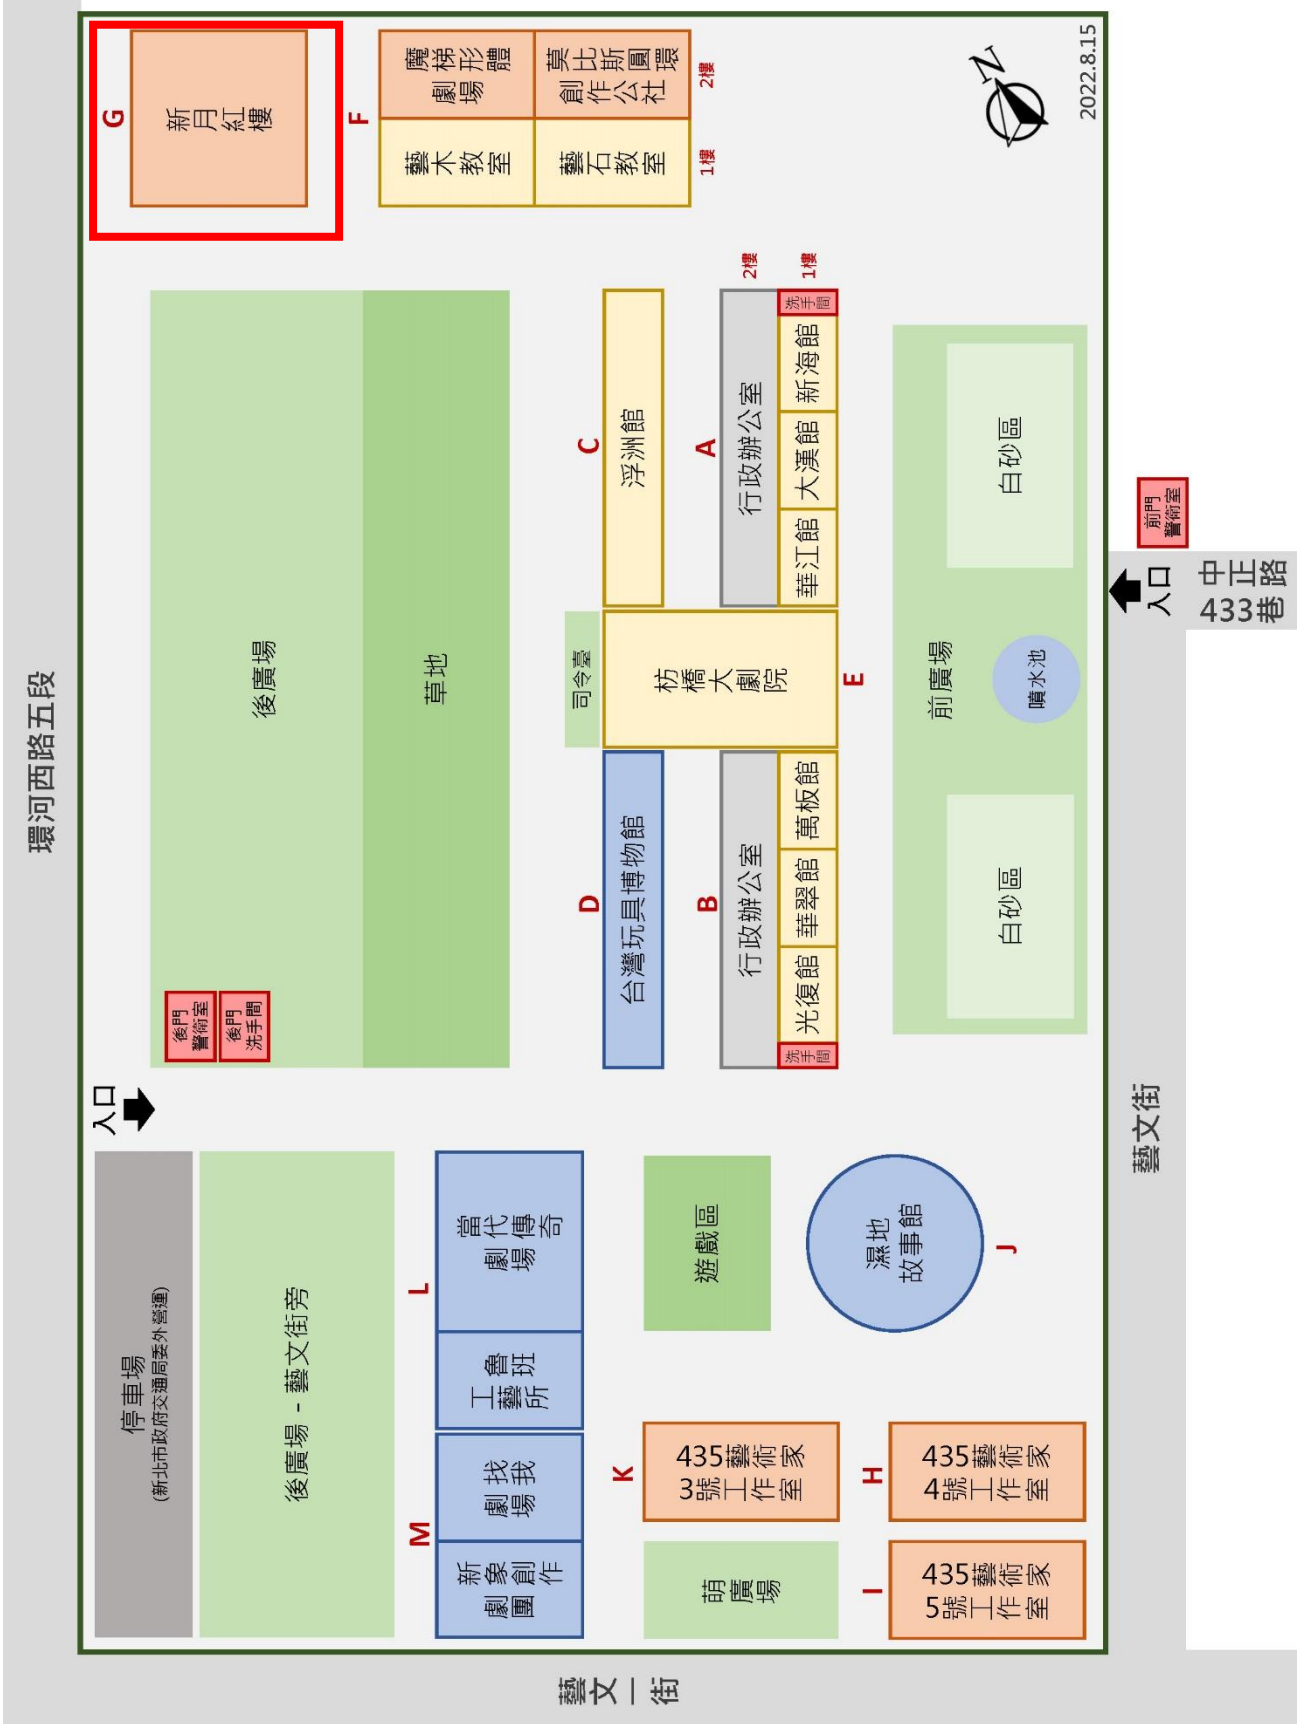 環河西路五段
入口
停車場
(新北市政府交通局委外營運)
後廣場 - 藝文街旁
後門
警衛室
後門
洗手間
後廣場
草地
G
新月
紅樓
F
魔梯形體
劇場
莫比斯圓環
創作公社
2樓
藝木
教室
藝石
教室
1樓
N
2022.8.15
M
新象創作
劇團
找我
劇場
L
魯班
工藝所
當代傳奇
劇場
D
台灣玩具博物館
司令臺
C
浮洲館
枋橋大劇院
E
B
行政辦公室
洗手間
光復館
華翠館
萬板館
A
行政辦公室
2樓
華江館
大漢館
新海館
洗手間
1樓
萌廣場
K
435藝術家
3號工作室
遊戲區
I
435藝術家
5號工作室
H
435藝術家
4號工作室
濕地
故事館
J
白砂區
前廣場
噴水池
白砂區
藝文一街
藝文街
入口
前門
警衛室
中正路
433巷